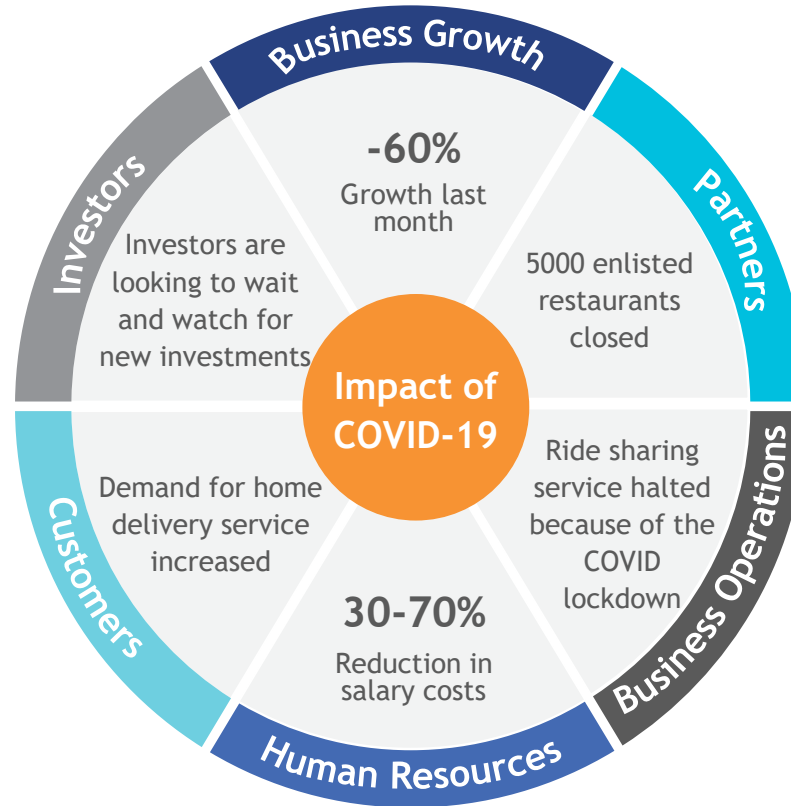 Business Growth
-60%
Growth last
month
Partners
5000 enlisted
restaurants
closed
Business Operations
Ride sharing
service halted
because of the
COVID
lockdown
Human Resources
30-70%
Reduction in
salary costs
Customers
Demand for home
delivery service
increased
Investors
Investors are
looking to wait
and watch for
new investments
Impact of
COVID-19